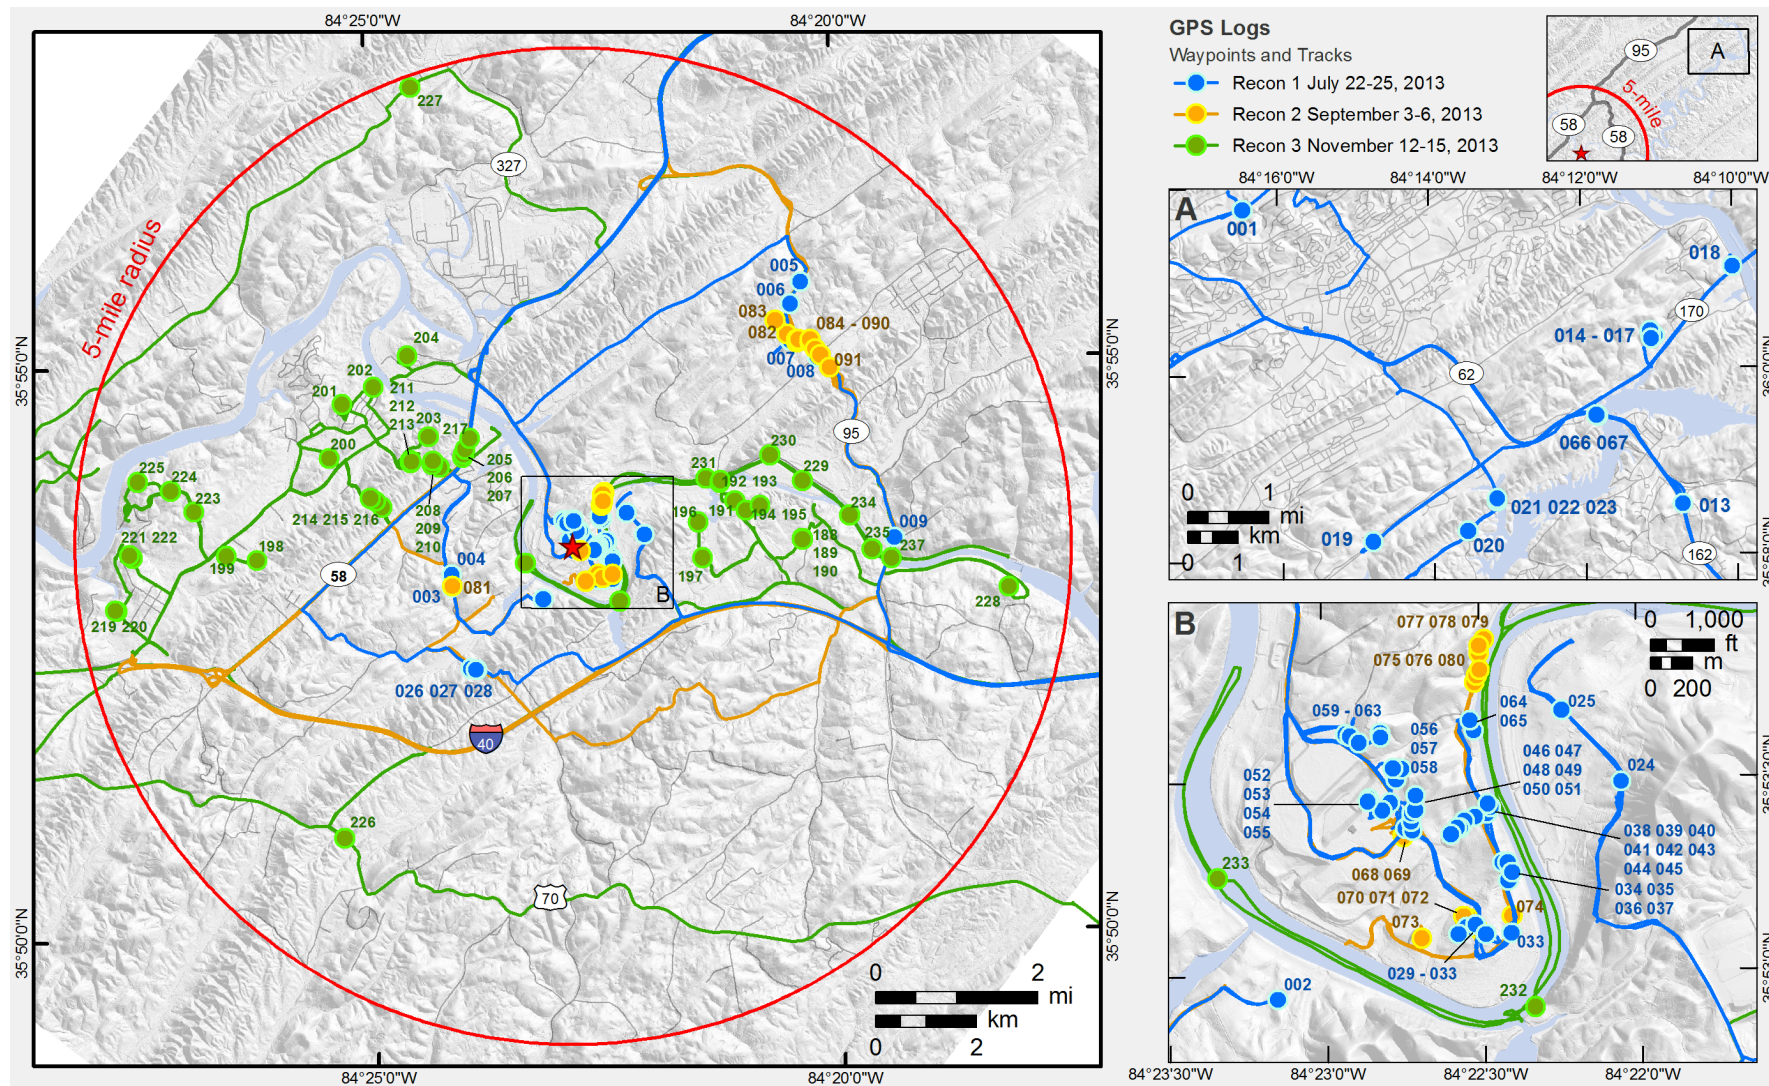 84°25'0"W
84°20'0"W
227
327
5-mile radius
005
006
083
082
084 - 090
007
008
091
204
202
201
211
212
213
203
217
200
95
205
206
207
225
224
223
214 215 216
208
209
210
221 222
198
199
58
004
003
081
219 220
026 027 028
40
226
70
230
231
229
192 193
191
194 195
196
197
234
188
189
190
235
009
237
228
B
35°55'0"N
35°55'0"N
35°50'0"N
35°50'0"N
0 2
mi
km
0 2
84°25'0"W
84°20'0"W
GPS Logs
Waypoints and Tracks
Recon 1 July 22-25, 2013
Recon 2 September 3-6, 2013
Recon 3 November 12-15, 2013
95
A
5-mile
58
58
84°16'0"W
84°14'0"W
84°12'0"W
84°10'0"W
A
001
018
170
014 - 017
62
066 067
0 1
mi
km
0 1
021 022 023
013
019
020
162
36°0'0"N
35°58'0"N
B
077 078 079
075 076 080
0 1,000
ft
m
0 200
064
065
025
059 - 063
056
057
058
046 047
048 049
050 051
024
052
053
054
055
038 039 040
041 042 043
044 045
034 035
036 037
068 069
070 071 072
073
074
033
029 - 033
233
232
002
35°53'30"N
35°53'0"N
84°23'30"W
84°23'0"W
84°22'30"W
84°22'0"W